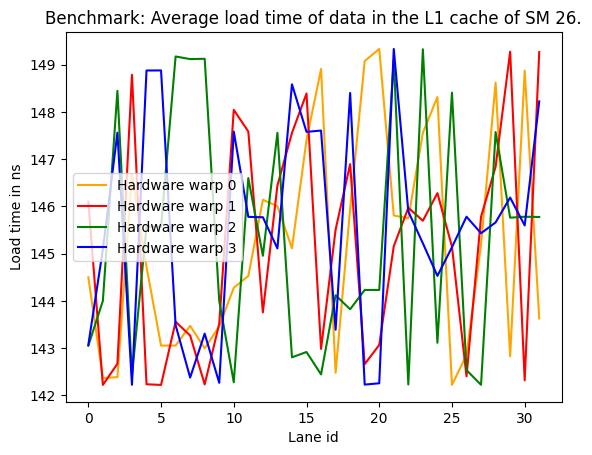 Benchmark: Average load time of data in the L1 cache of SM 26.
Load time in ns
149
148
147
146
145
144
143
142
Hardware warp 0
Hardware warp 1
Hardware warp 2
Hardware warp 3
0 5 10 15 20 25 30
Lane id